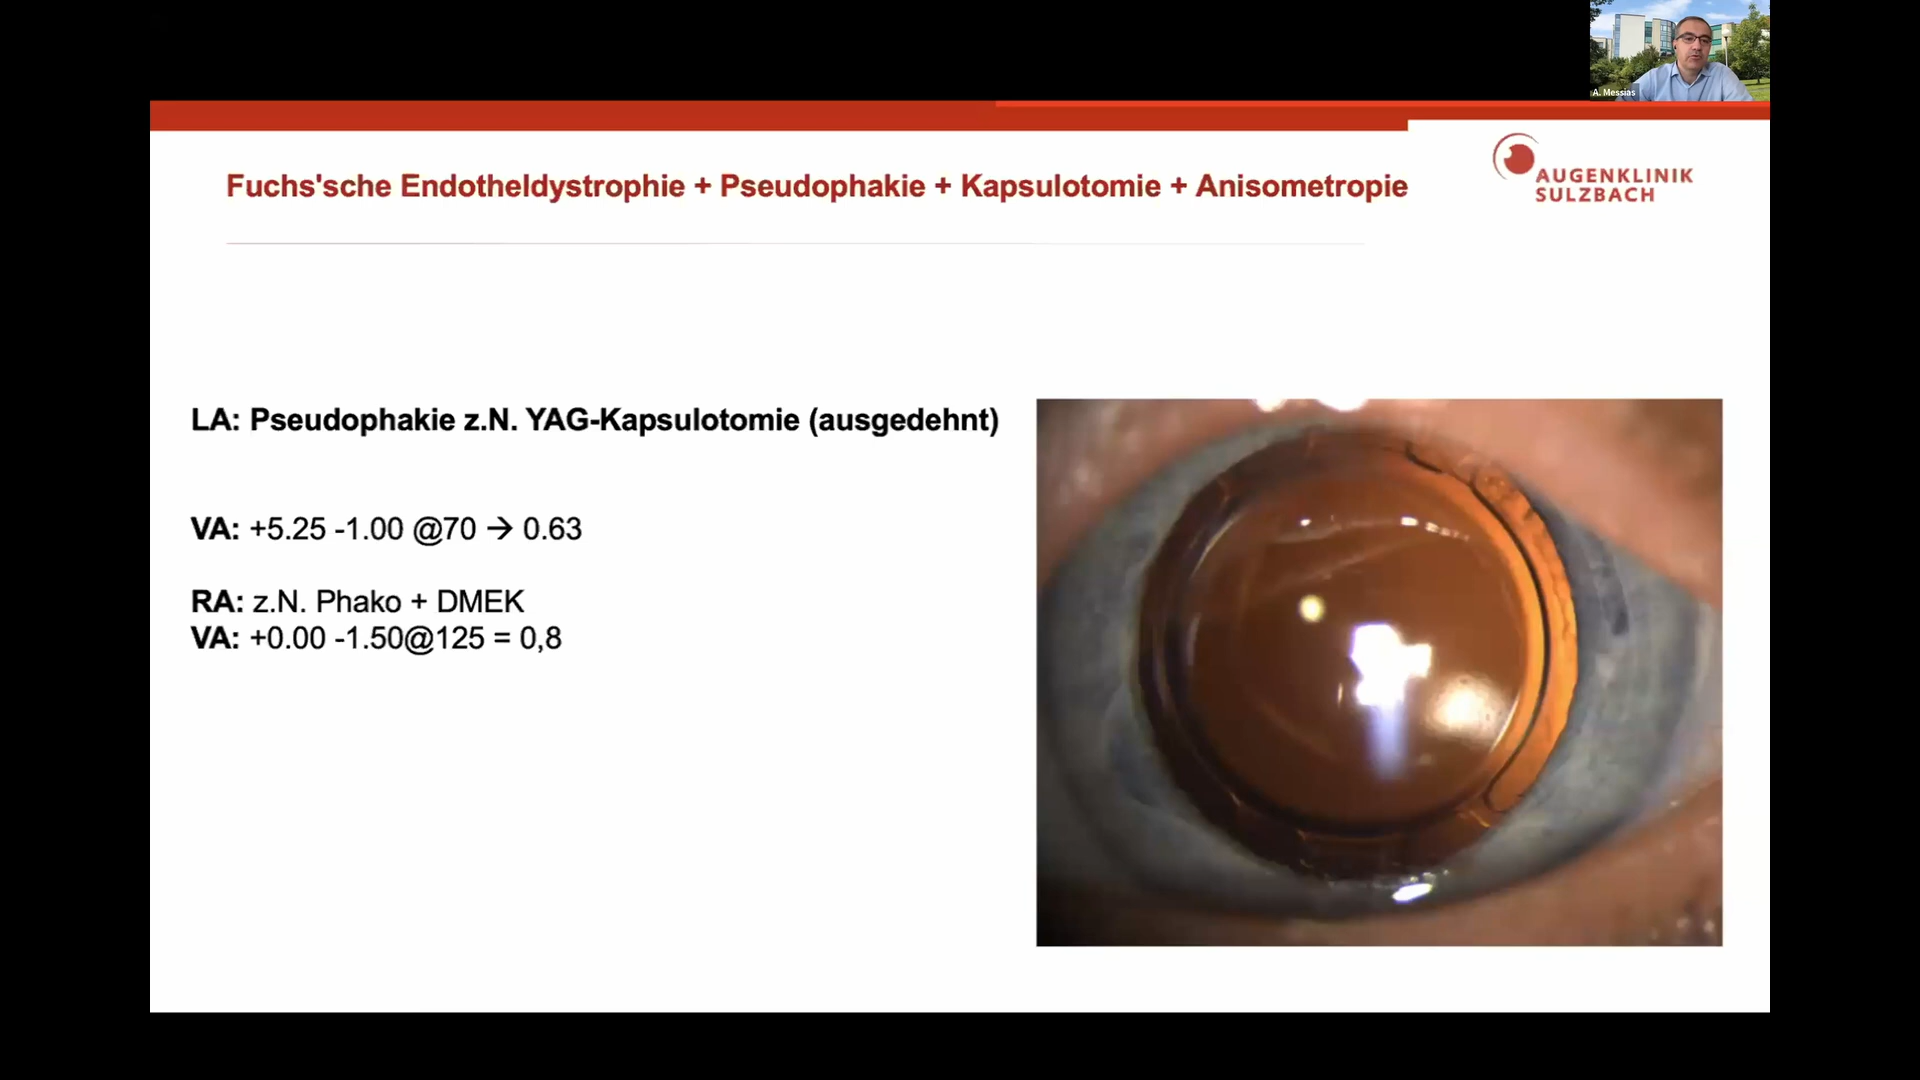 A. Messias
Fuchs'sche Endotheldystrophie + Pseudophakie + Kapsulotomie + Anisometropie
AUGENKLINIK
SULZBACH
LA: Pseudophakie z.N. YAG-Kapsulotomie (ausgedehnt)
VA: +5.25 -1.00 @70 → 0.63
RA: z.N. Phako + DMEK
VA: +0.00 -1.50@125 = 0,8